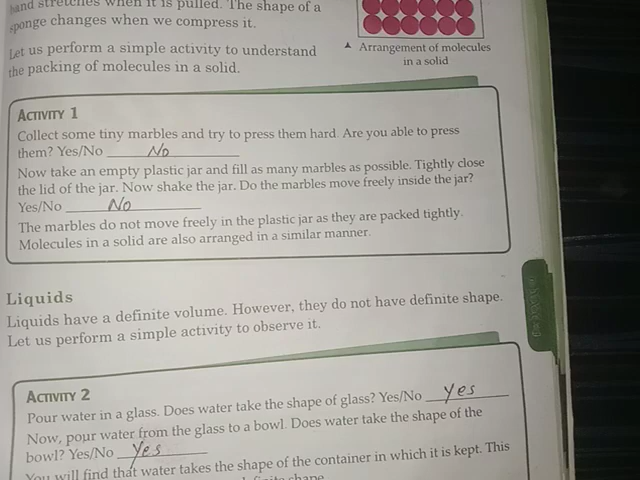 band stretches when it is pulled. The shape of a
sponge changes when we compress it.
Let us perform a simple activity to understand
the packing of molecules in a solid.
▲ Arrangement of molecules
in a solid
ACTIVITY 1
Collect some tiny marbles and try to press them hard. Are you able to press
them? Yes/No No
Now take an empty plastic jar and fill as many marbles as possible. Tightly close
the lid of the jar. Now shake the jar. Do the marbles move freely inside the jar?
Yes/No No
The marbles do not move freely in the plastic jar as they are packed tightly.
Molecules in a solid are also arranged in a similar manner.
Liquids
Liquids have a definite volume. However, they do not have definite shape.
Let us perform a simple activity to observe it.
ACTIVITY 2
Pour water in a glass. Does water take the shape of glass? Yes/No Yes
Now, pour water from the glass to a bowl. Does water take the shape of the
bowl? Yes/No Yes
You will find that water takes the shape of the container in which it is kept. This
shape